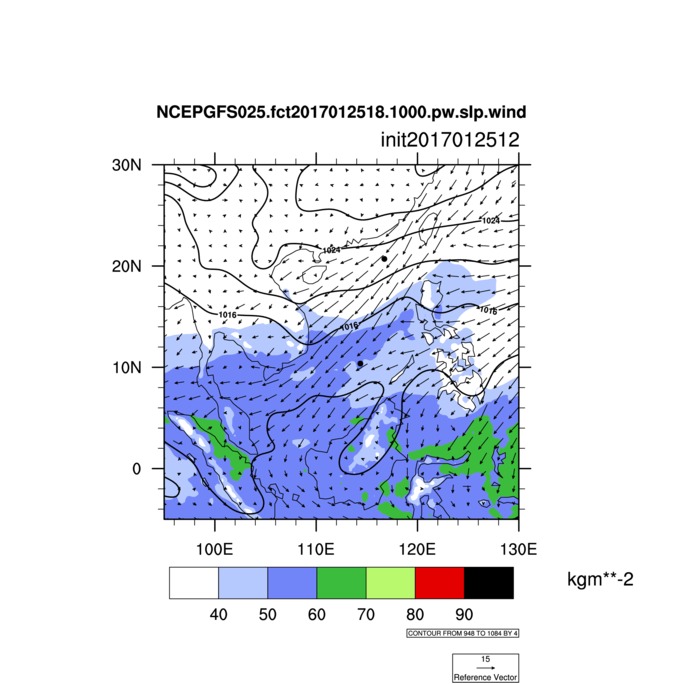 NCEPGFS025.fct2017012518.1000.pw.slp.wind
init2017012512
30N
1024
1024
20N
1016
1016
1016
10N
0
100E 110E 120E 130E
kgm**-2
40 50 60 70 80 90
CONTOUR FROM 948 TO 1084 BY 4
15
Reference Vector